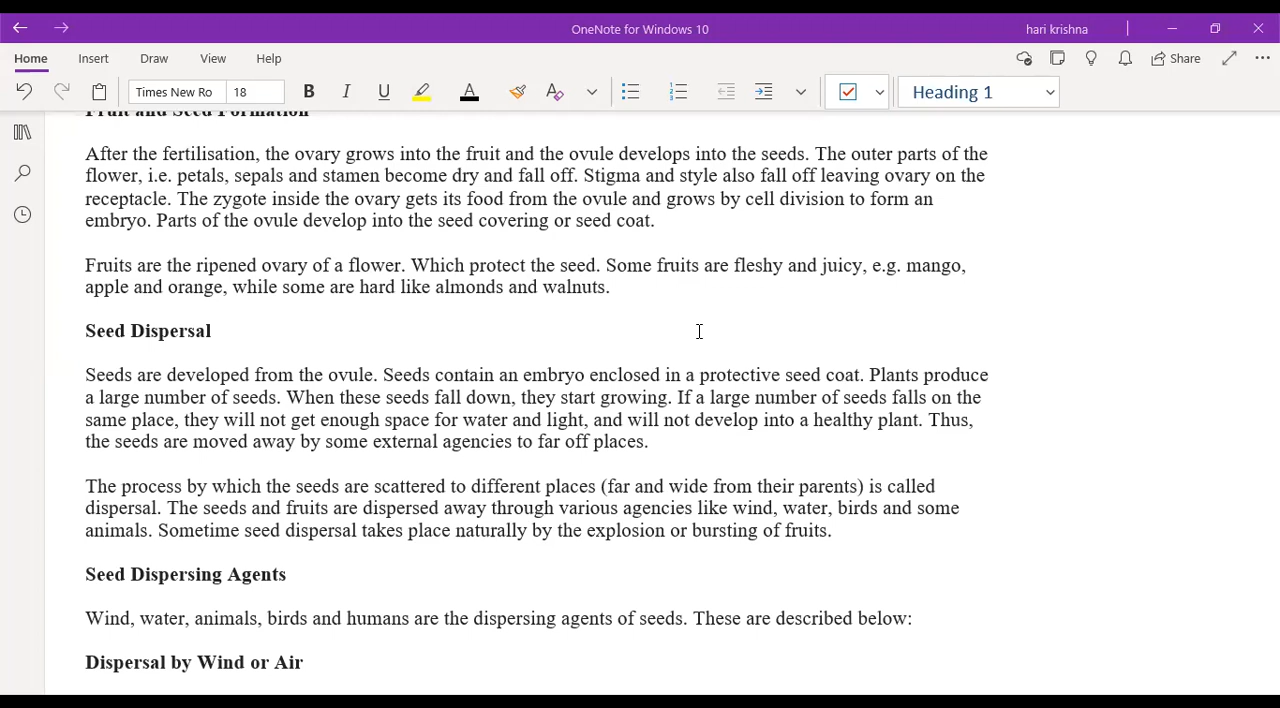 OneNote for Windows 10
hari krishna
Home Insert Draw View Help
Share
Times New Ro 18 B I U A Heading 1
Fruit and Seed Formation
After the fertilisation, the ovary grows into the fruit and the ovule develops into the seeds. The outer parts of the
flower, i.e. petals, sepals and stamen become dry and fall off. Stigma and style also fall off leaving ovary on the
receptacle. The zygote inside the ovary gets its food from the ovule and grows by cell division to form an
embryo. Parts of the ovule develop into the seed covering or seed coat.
Fruits are the ripened ovary of a flower. Which protect the seed. Some fruits are fleshy and juicy, e.g. mango,
apple and orange, while some are hard like almonds and walnuts.
Seed Dispersal
Seeds are developed from the ovule. Seeds contain an embryo enclosed in a protective seed coat. Plants produce
a large number of seeds. When these seeds fall down, they start growing. If a large number of seeds falls on the
same place, they will not get enough space for water and light, and will not develop into a healthy plant. Thus,
the seeds are moved away by some external agencies to far off places.
The process by which the seeds are scattered to different places (far and wide from their parents) is called
dispersal. The seeds and fruits are dispersed away through various agencies like wind, water, birds and some
animals. Sometime seed dispersal takes place naturally by the explosion or bursting of fruits.
Seed Dispersing Agents
Wind, water, animals, birds and humans are the dispersing agents of seeds. These are described below:
Dispersal by Wind or Air